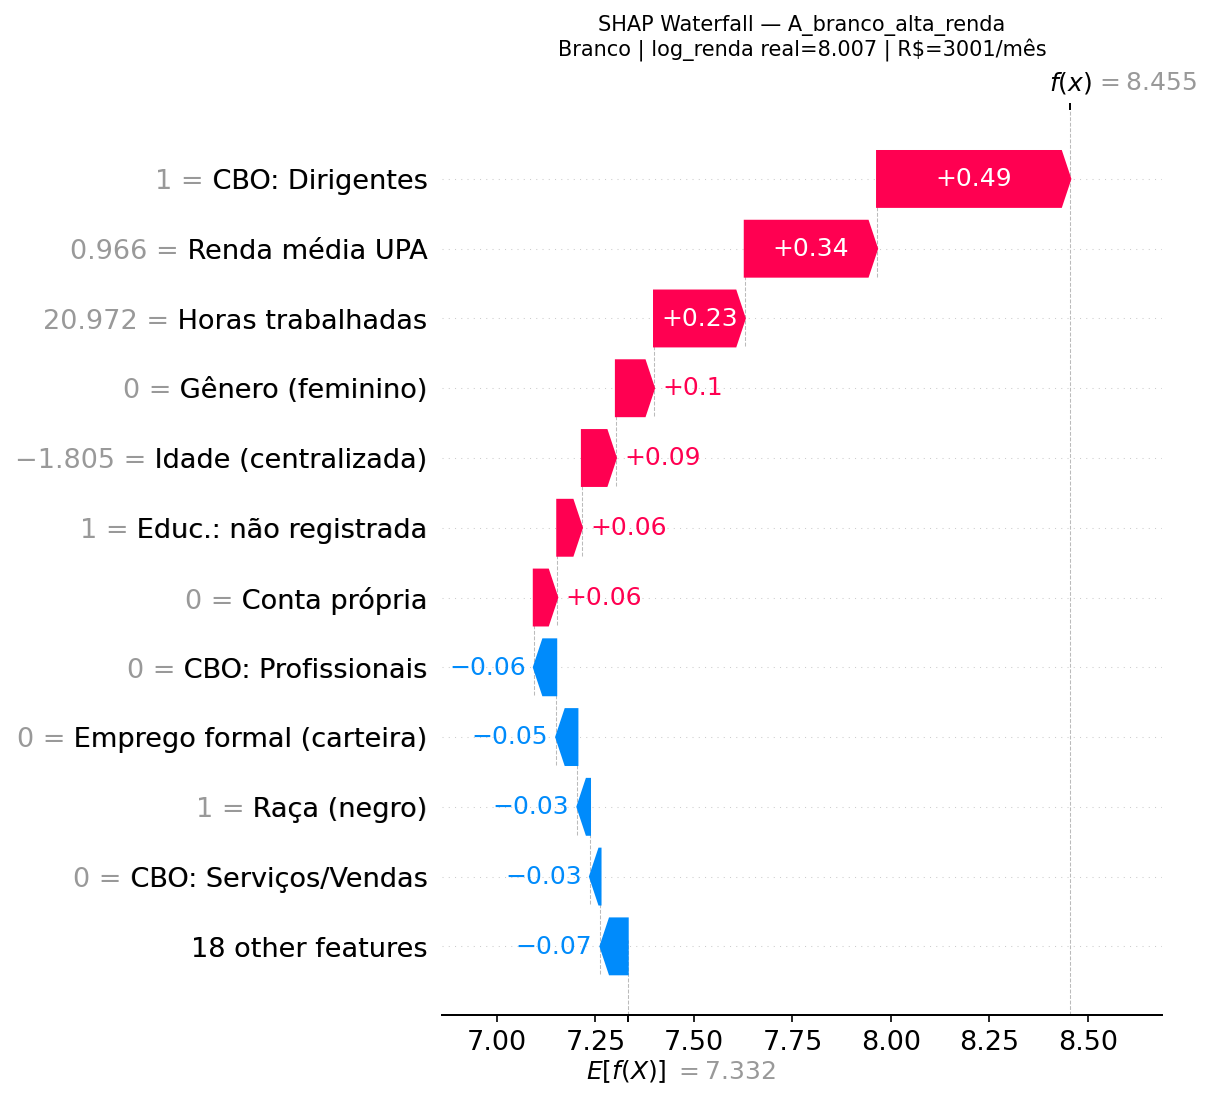 SHAP Waterfall — A_branco_alta_renda
Branco | log_renda real=8.007 | R$=3001/mês
f(x) = 8.455
1 = CBO: Dirigentes +0.49
0.966 = Renda média UPA +0.34
20.972 = Horas trabalhadas +0.23
0 = Gênero (feminino) +0.1
−1.805 = Idade (centralizada) +0.09
1 = Educ.: não registrada +0.06
0 = Conta própria +0.06
0 = CBO: Profissionais −0.06
0 = Emprego formal (carteira) −0.05
1 = Raça (negro) −0.03
0 = CBO: Serviços/Vendas −0.03
18 other features −0.07
7.00 7.25 7.50 7.75 8.00 8.25 8.50
E[f(X)] = 7.332